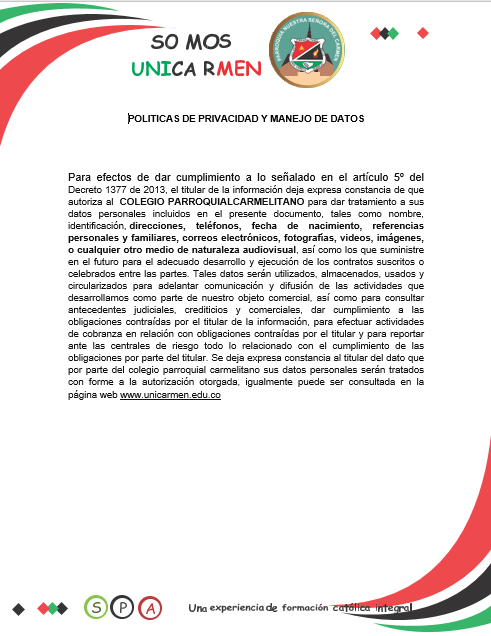 SO MOS
UNICA RMEN
PARROQUIA NUESTRA SEÑORA DEL CARMEN
POLITICAS DE PRIVACIDAD Y MANEJO DE DATOS
Para efectos de dar cumplimiento a lo señalado en el artículo 5º del
Decreto 1377 de 2013, el titular de la información deja expresa constancia de que
autoriza al COLEGIO PARROQUIALCARMELITANO para dar tratamiento a sus
datos personales incluidos en el presente documento, tales como nombre,
identificación, direcciones, teléfonos, fecha de nacimiento, referencias
personales y familiares, correos electrónicos, fotografías, videos, imágenes,
o cualquier otro medio de naturaleza audiovisual, así como los que suministre
en el futuro para el adecuado desarrollo y ejecución de los contratos suscritos o
celebrados entre las partes. Tales datos serán utilizados, almacenados, usados y
circularizados para adelantar comunicación y difusión de las actividades que
desarrollamos como parte de nuestro objeto comercial, así como para consultar
antecedentes judiciales, crediticios y comerciales, dar cumplimiento a las
obligaciones contraídas por el titular de la información, para efectuar actividades
de cobranza en relación con obligaciones contraídas por el titular y para reportar
ante las centrales de riesgo todo lo relacionado con el cumplimiento de las
obligaciones por parte del titular. Se deja expresa constancia al titular del dato que
por parte del colegio parroquial carmelitano sus datos personales serán tratados
con forme a la autorización otorgada, igualmente puede ser consultada en la
página web www.unicarmen.edu.co
S P A
Una experiencia de formación católica integral